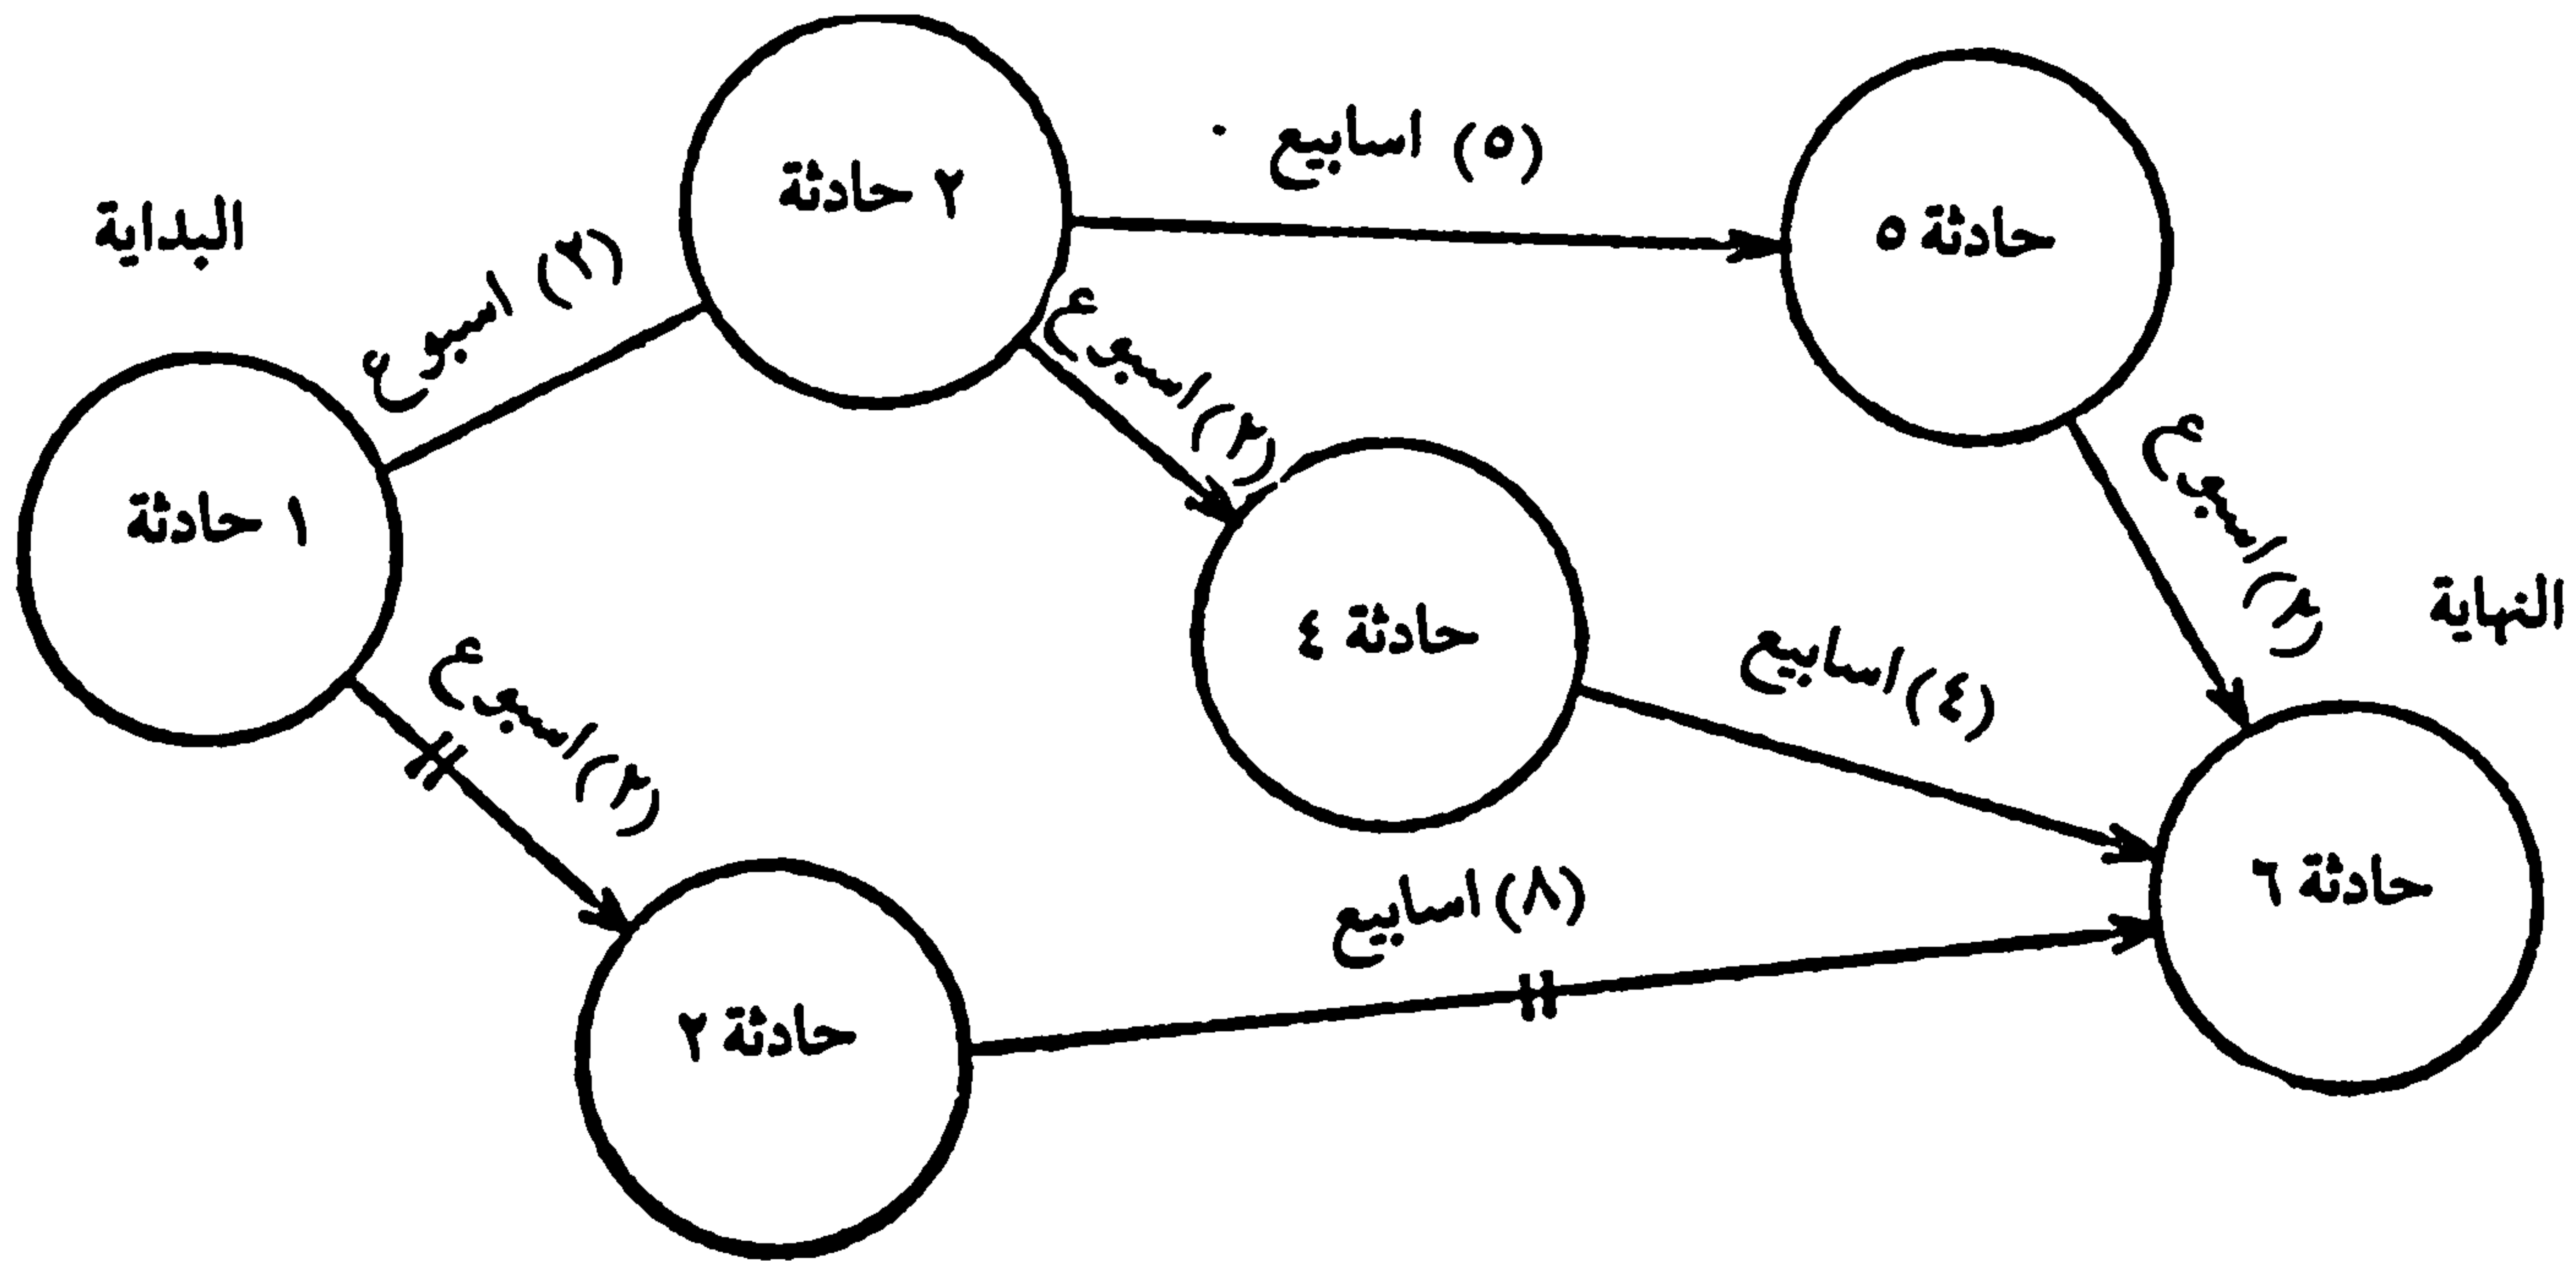 البداية
٢ حادثة
(٥) اسابيع
حادثة ٥
(٢) اسبوع
(٢) اسبوع
١ حادثة
(٢) اسبوع
حادثة ٤
(٤) اسابيع
النهاية
(٢) اسبوع
حادثة ٦
(٨) اسابيع
حادثة ٢